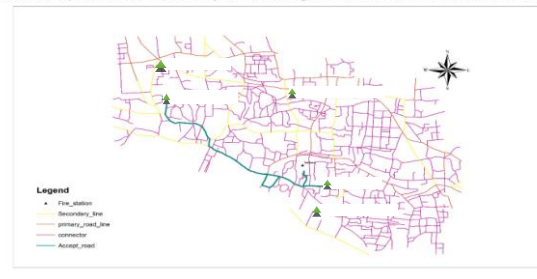 N
W
E
S
Legend
Fire_station
Secondary_line
primary_road_line
connector
Accept_road